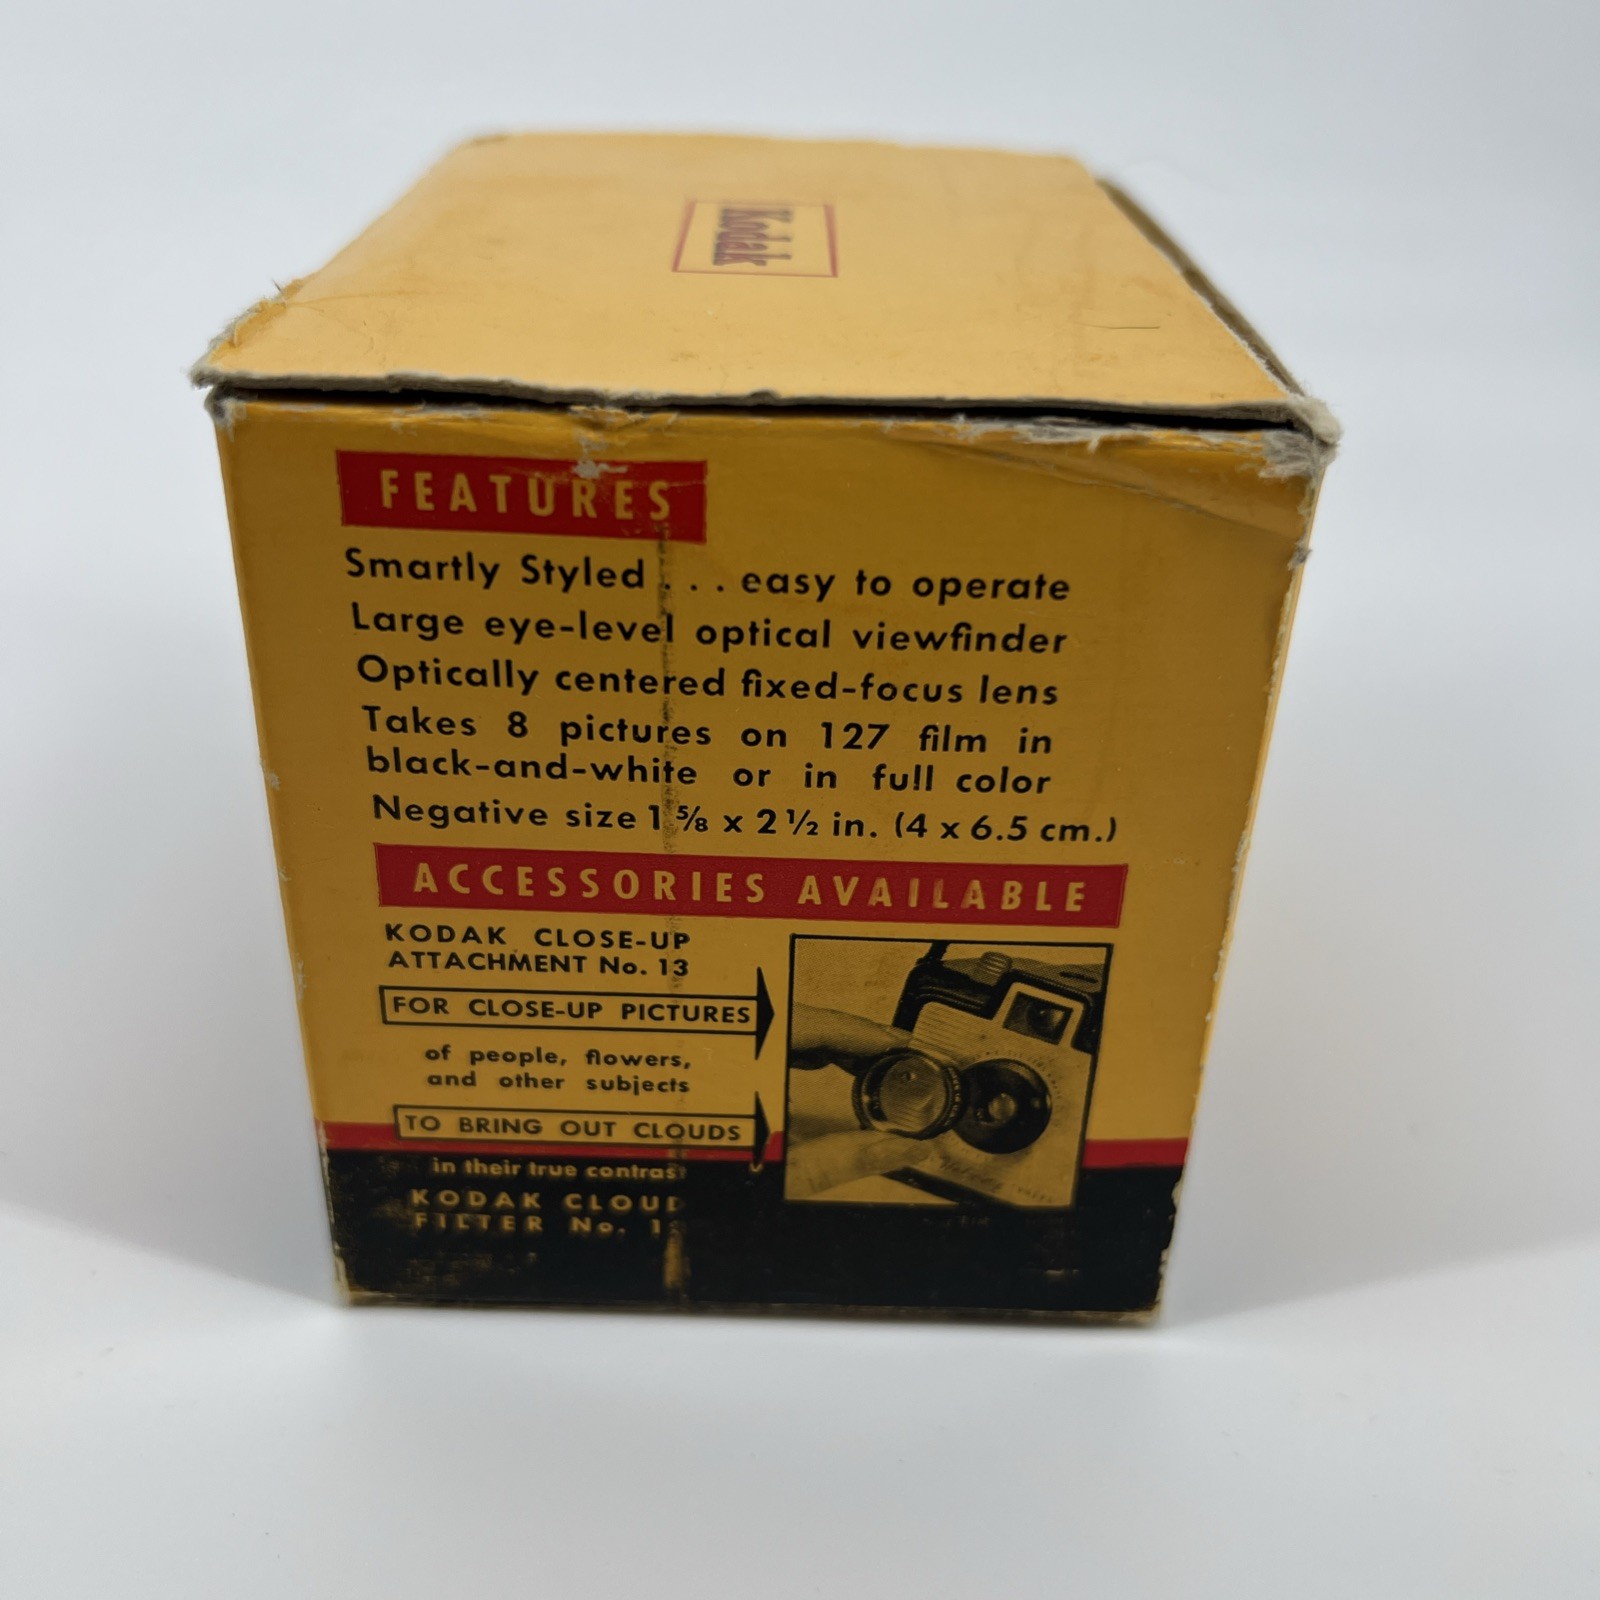 Kodak
FEATURES
Smartly Styled . . . easy to operate
Large eye-level optical viewfinder
Optically centered fixed-focus lens
Takes 8 pictures on 127 film in
black-and-white or in full color
Negative size 1 5/8 x 2 1/2 in. (4 x 6.5 cm.)
ACCESSORIES AVAILABLE
KODAK CLOSE-UP
ATTACHMENT No. 13
FOR CLOSE-UP PICTURES
of people, flowers,
and other subjects
TO BRING OUT CLOUDS
in their true contras
KODAK CLOUD
FILTER No.